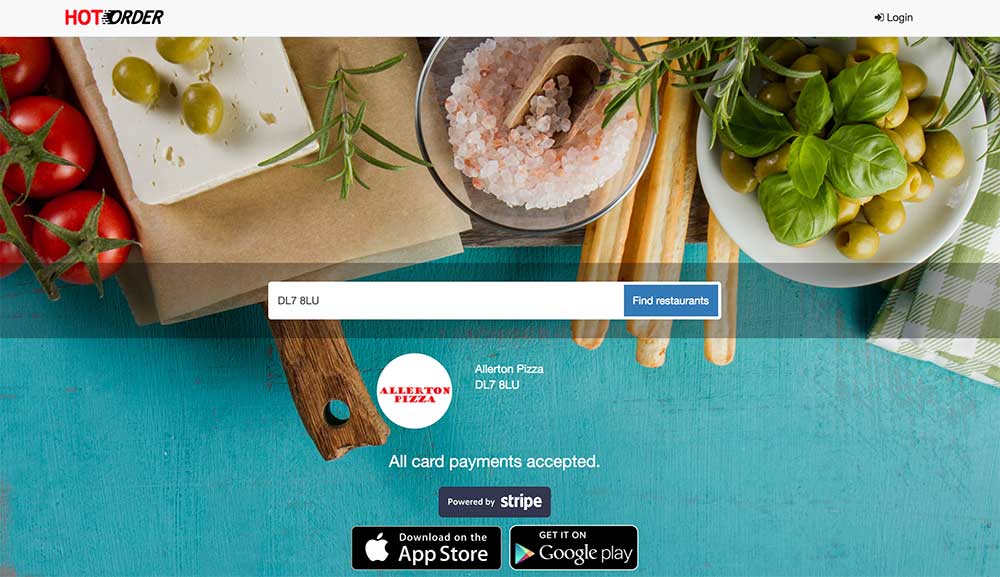 HOT ORDER
Login
DL7 8LU
Find restaurants
ALLERTON
PIZZA
Allerton Pizza
DL7 8LU
All card payments accepted.
Powered by stripe
Download on the
App Store
GET IT ON
Google play